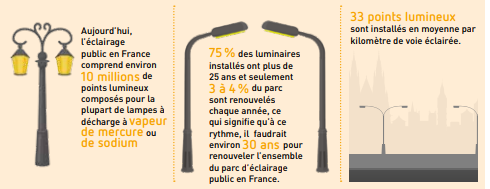 Aujourd'hui,
l'éclairage
public en France
comprend environ
10 millions de
points lumineux
composés pour la
plupart de lampes à
décharge à vapeur
de mercure ou
de sodium
75 % des luminaires
installés ont plus de
25 ans et seulement
3 à 4 % du parc
sont renouvelés
chaque année, ce
qui signifie qu'à ce
rythme, il faudrait
environ 30 ans pour
renouveler l'ensemble
du parc d'éclairage
public en France.
33 points lumineux
sont installés en moyenne par
kilomètre de voie éclairée.